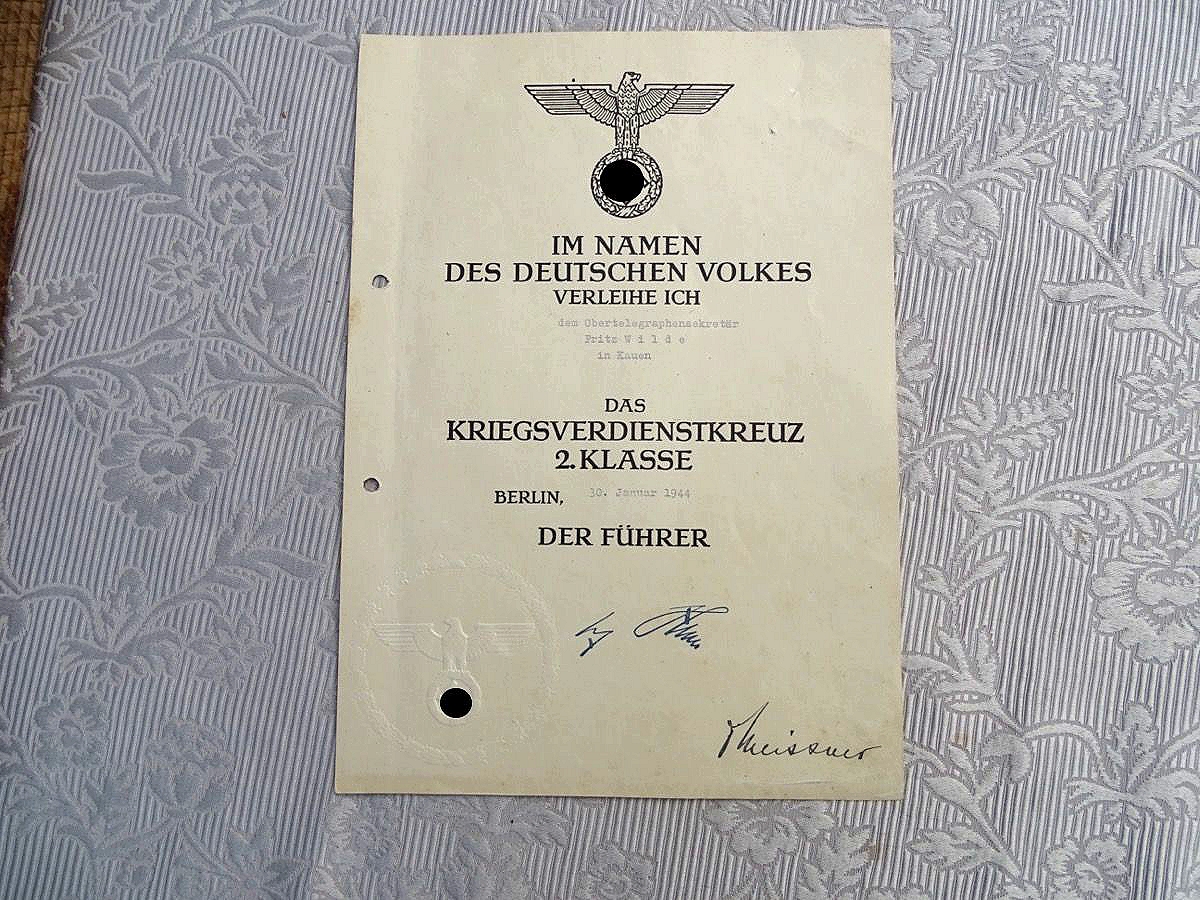 IM NAMEN
DES DEUTSCHEN VOLKES
VERLEIHE ICH
dem Obertelegraphensekretär
Fritz W i l d e
in Kauen
DAS
KRIEGSVERDIENSTKREUZ
2. KLASSE
BERLIN, 30. Januar 1944
DER FÜHRER
Meissner